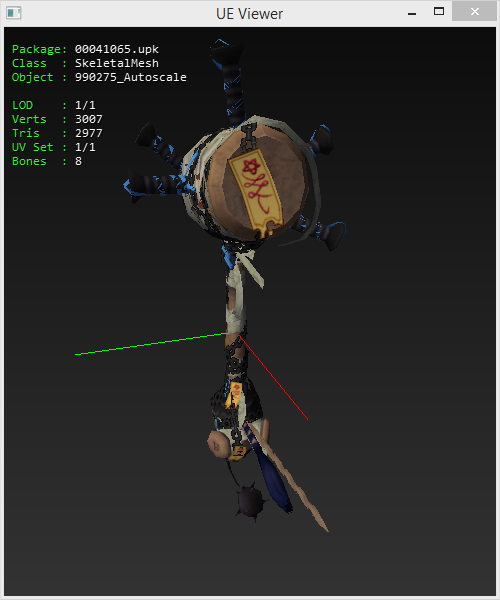 UE Viewer
Package: 00041065.upk
Class : SkeletalMesh
Object : 990275_Autoscale
LOD : 1/1
Verts : 3007
Tris : 2977
UV Set : 1/1
Bones : 8